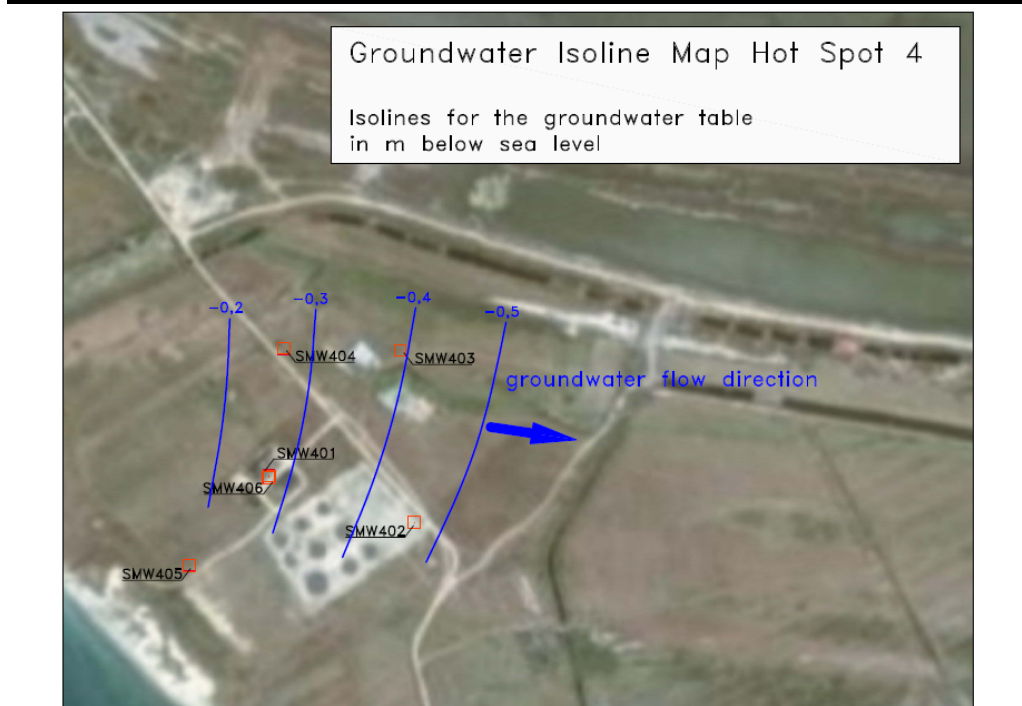 Groundwater Isoline Map Hot Spot 4
Isolines for the groundwater table
in m below sea level
-0,2
-0,3
-0,4
-0,5
SMW404
SMW403
groundwater flow direction
SMW401
SMW406
SMW402
SMW405